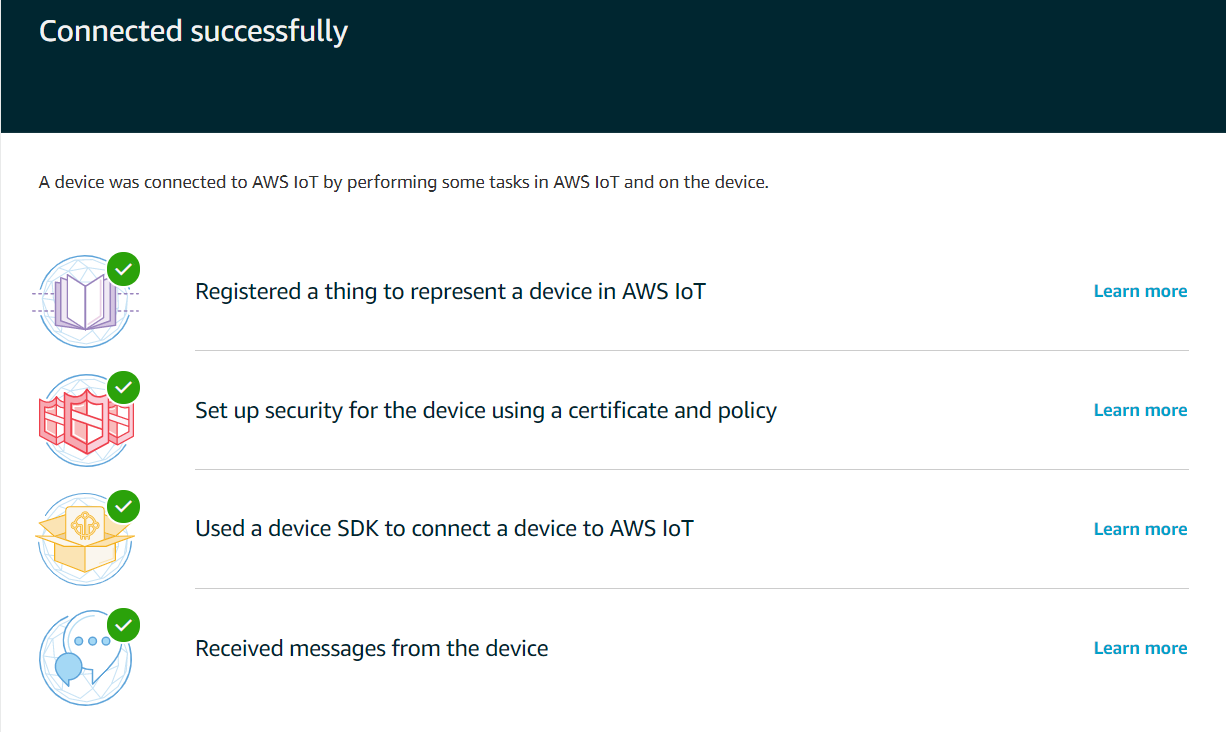 Connected successfully
A device was connected to AWS IoT by performing some tasks in AWS IoT and on the device.
Registered a thing to represent a device in AWS IoT
Learn more
Set up security for the device using a certificate and policy
Learn more
Used a device SDK to connect a device to AWS IoT
Learn more
Received messages from the device
Learn more